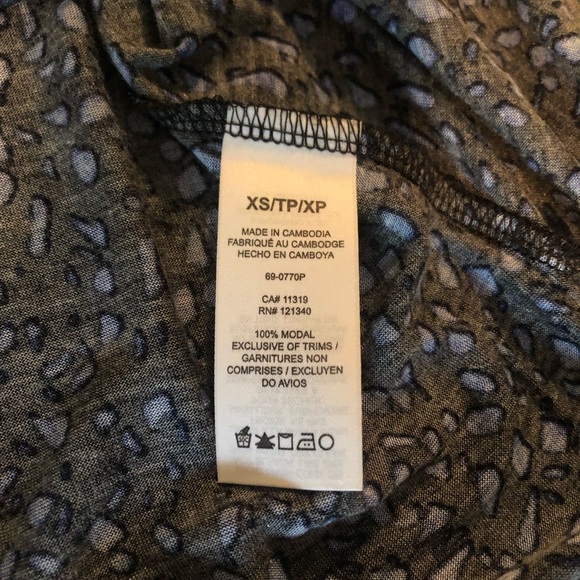 XS/TP/XP
MADE IN CAMBODIA
FABRIQUÉ AU CAMBODGE
HECHO EN CAMBOYA
69-0770P
CA# 11319
RN# 121340
100% MODAL
EXCLUSIVE OF TRIMS /
GARNITURES NON
COMPRISES / EXCLUYEN
DO AVIOS